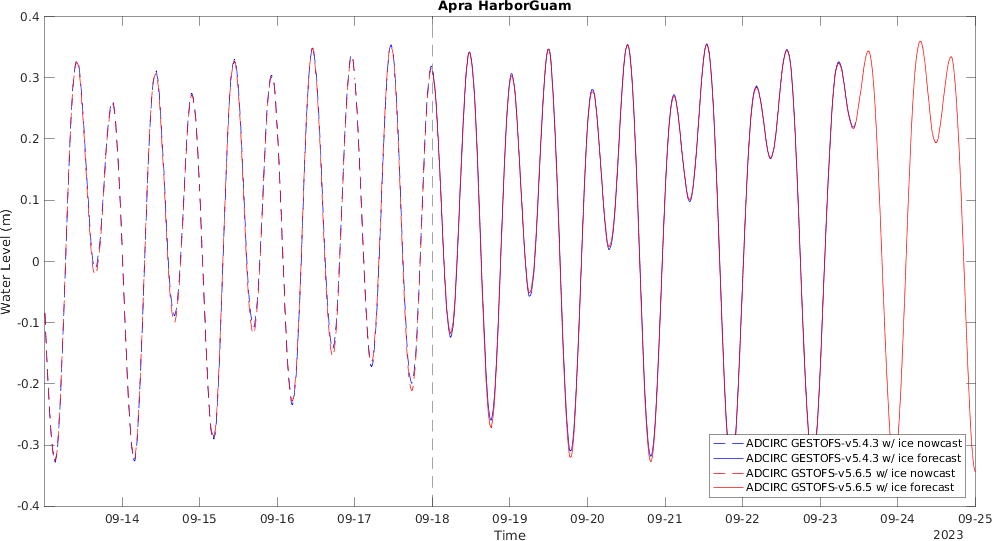 Apra HarborGuam
0.4
0.3
0.2
0.1
0
-0.1
-0.2
-0.3
-0.4
Water Level (m)
ADCIRC GESTOFS-v5.4.3 w/ ice nowcast
ADCIRC GESTOFS-v5.4.3 w/ ice forecast
ADCIRC GSTOFS-v5.6.5 w/ ice nowcast
ADCIRC GSTOFS-v5.6.5 w/ ice forecast
09-14 09-15 09-16 09-17 09-18 09-19 09-20 09-21 09-22 09-23 09-24 09-25
Time
2023